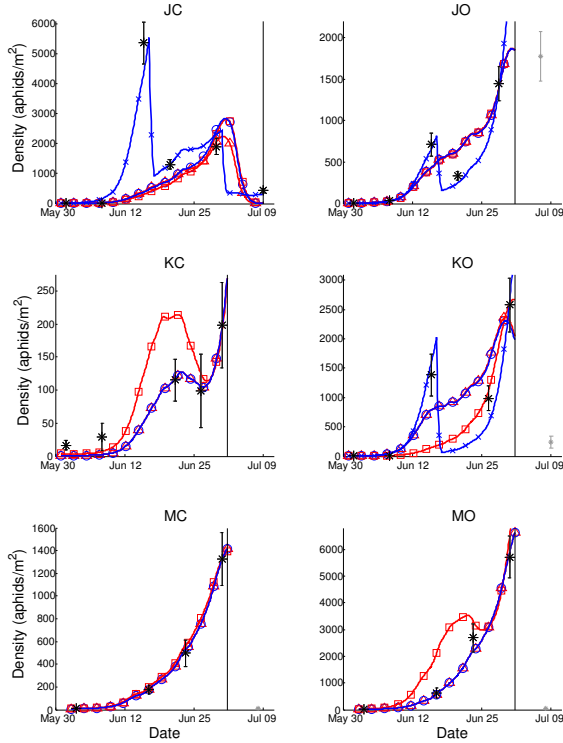 JC
JO
Density (aphids/m²)
6000
5000
4000
3000
2000
1000
0
May 30
Jun 12
Jun 25
Jul 09
2000
1500
1000
500
0
May 30
Jun 12
Jun 25
Jul 09
KC
KO
Density (aphids/m²)
250
200
150
100
50
0
May 30
Jun 12
Jun 25
Jul 09
3000
2500
2000
1500
1000
500
0
May 30
Jun 12
Jun 25
Jul 09
MC
MO
Density (aphids/m²)
1600
1400
1200
1000
800
600
400
200
0
May 30
Jun 12
Jun 25
Jul 09
Date
6000
5000
4000
3000
2000
1000
0
May 30
Jun 12
Jun 25
Jul 09
Date